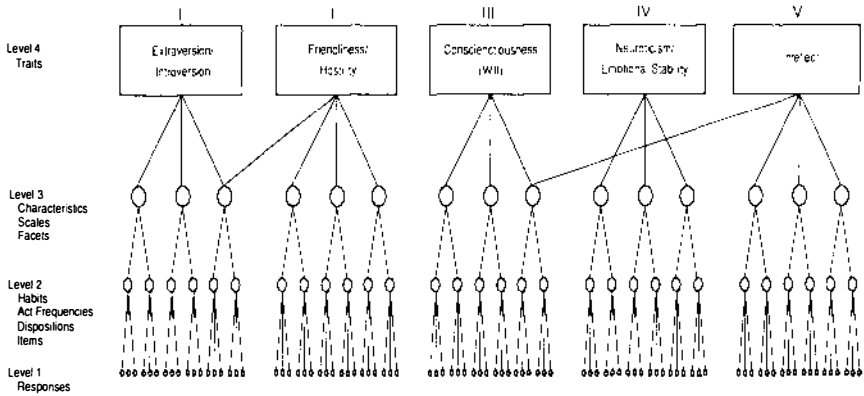 I I III IV V
Level 4
Traits
Extraversion/
Introversion
Friendliness/
Hostility
Conscienctousness
(Will)
Neuroticism/
Emotional Stability
Intellect
Level 3
Characteristics
Scales
Facets
Level 2
Habits
Act Frequencies
Dispositions
Items
Level 1
Responses